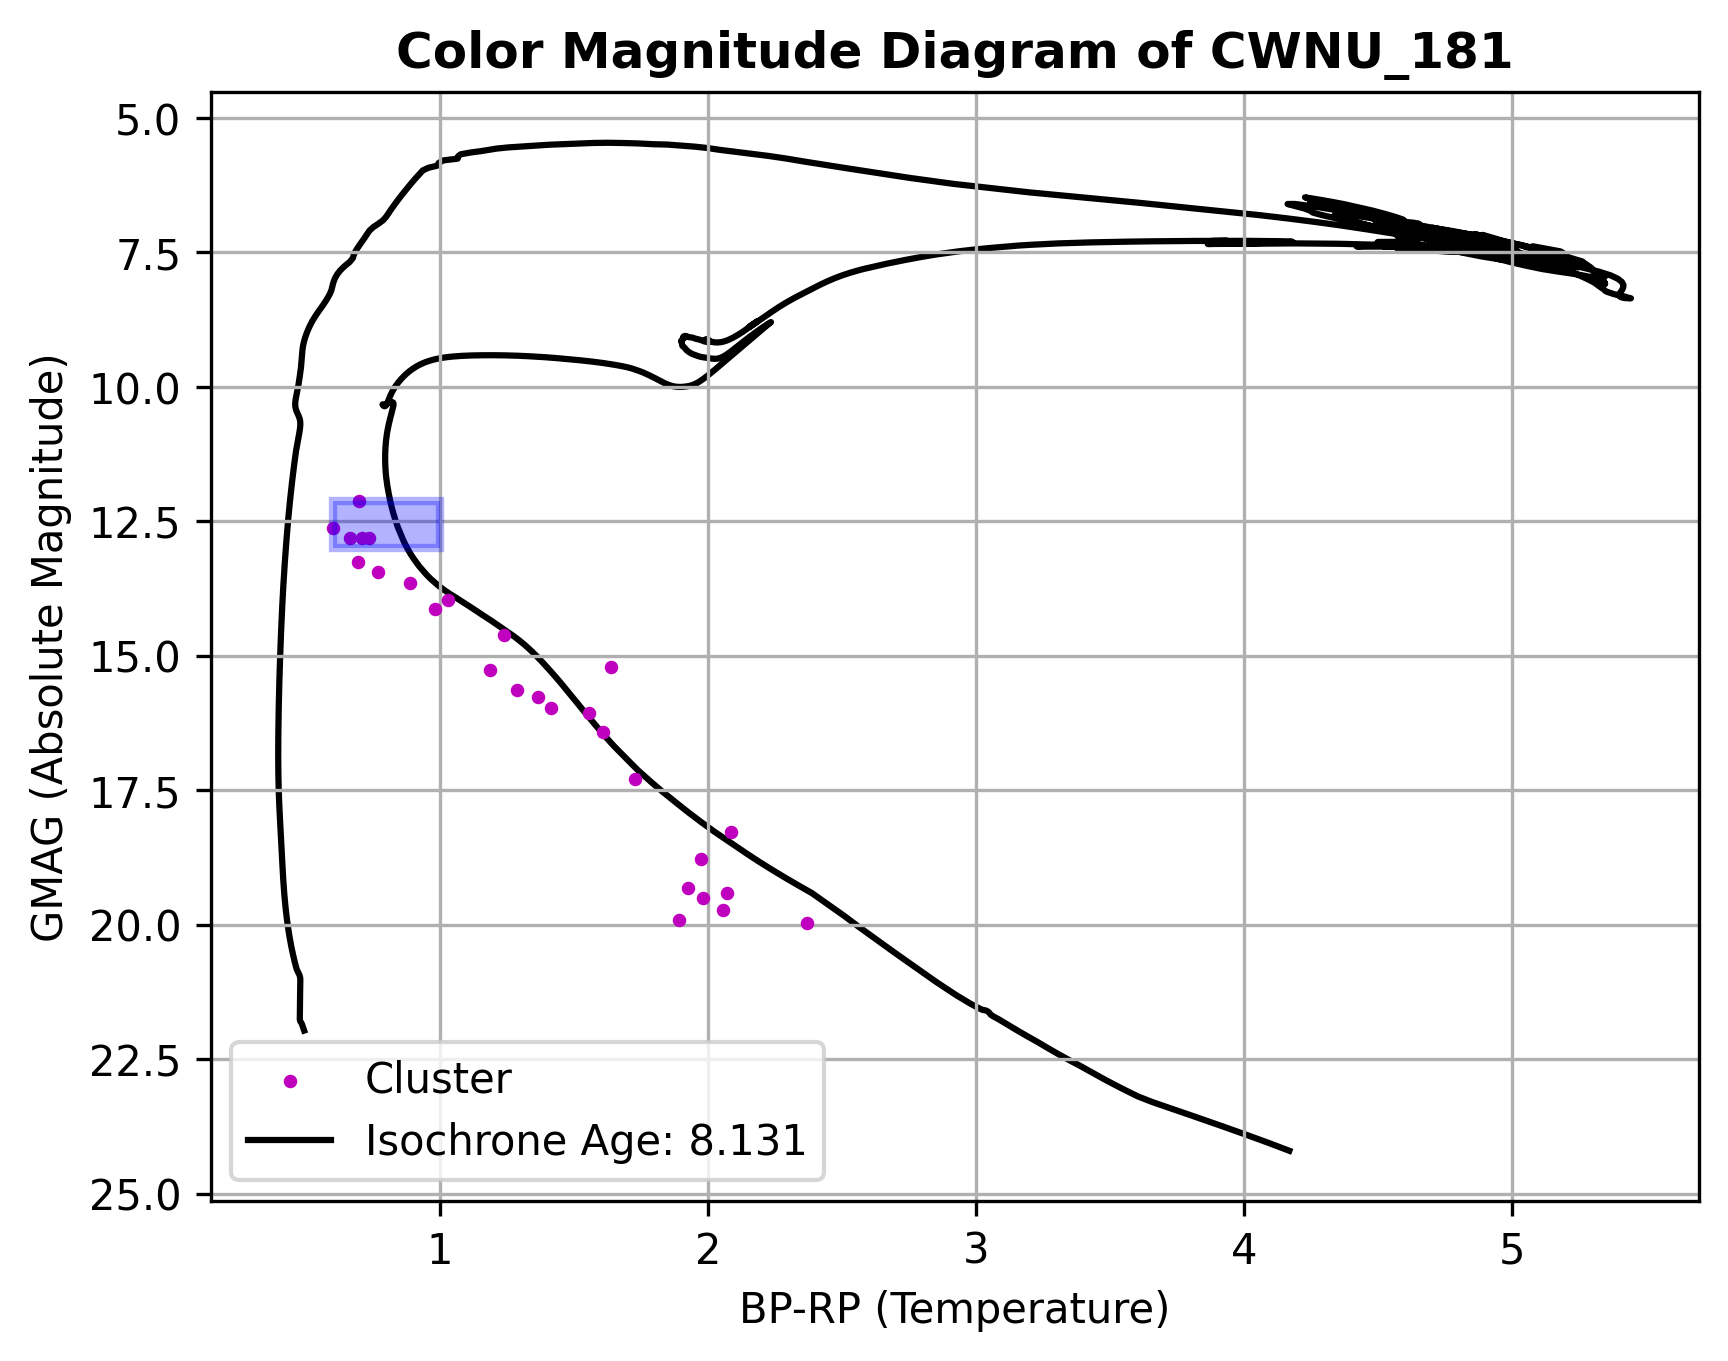 Color Magnitude Diagram of CWNU_181
GMAG (Absolute Magnitude)
5.0
7.5
10.0
12.5
15.0
17.5
20.0
22.5
25.0
Cluster
Isochrone Age: 8.131
1 2 3 4 5
BP-RP (Temperature)